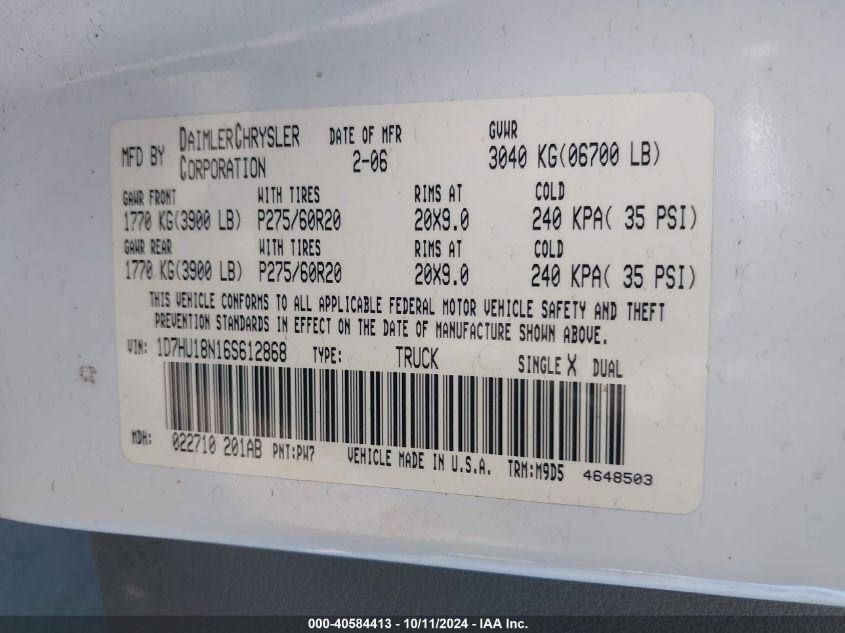 MFD BY DAIMLERCHRYSLER CORPORATION DATE OF MFR 2-06 GVWR 3040 KG(06700 LB)
GAWR FRONT WITH TIRES RIMS AT COLD
1770 KG(3900 LB) P275/60R20 20X9.0 240 KPA( 35 PSI)
GAWR REAR WITH TIRES RIMS AT COLD
1770 KG(3900 LB) P275/60R20 20X9.0 240 KPA( 35 PSI)
THIS VEHICLE CONFORMS TO ALL APPLICABLE FEDERAL MOTOR VEHICLE SAFETY AND THEFT
PREVENTION STANDARDS IN EFFECT ON THE DATE OF MANUFACTURE SHOWN ABOVE.
VIN: 1D7HU18N16S612868 TYPE: TRUCK SINGLE X DUAL
MDH: 022710 201AB PNT:PW7 VEHICLE MADE IN U.S.A. TRM:M9D5 4648503
000-40584413 - 10/11/2024 - IAA Inc.